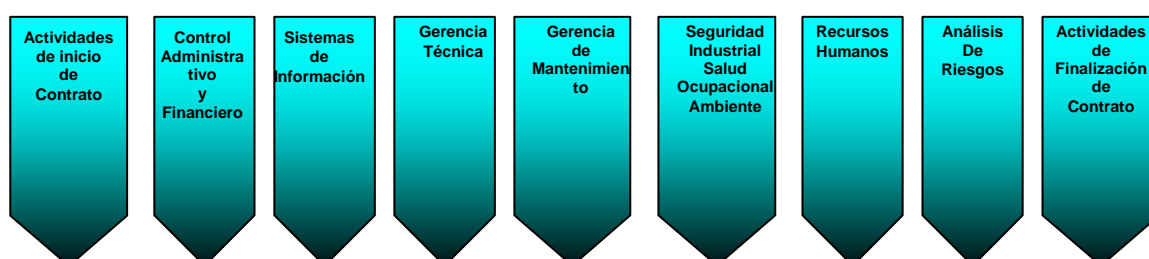 Actividades
de inicio
de
Contrato
Control
Administra
tivo
y
Financiero
Sistemas
de
Información
Gerencia
Técnica
Gerencia
de
Mantenimien
to
Seguridad
Industrial
Salud
Ocupacional
Ambiente
Recursos
Humanos
Análisis
De
Riesgos
Actividades
de
Finalización
de
Contrato